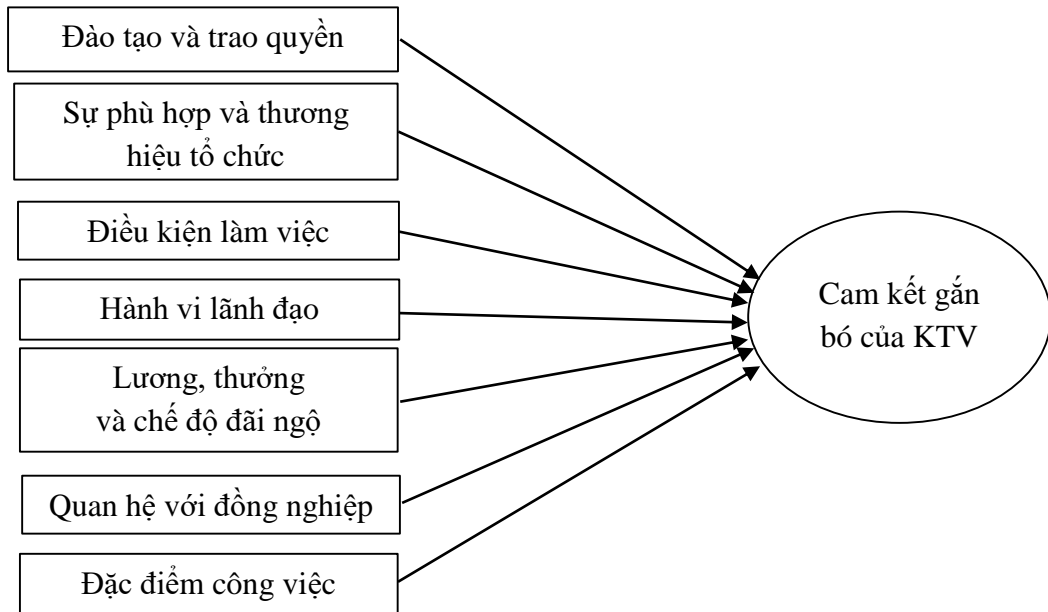 Đào tạo và trao quyền
Sự phù hợp và thương
hiệu tổ chức
Điều kiện làm việc
Hành vi lãnh đạo
Lương, thưởng
và chế độ đãi ngộ
Quan hệ với đồng nghiệp
Đặc điểm công việc
Cam kết gắn
bó của KTV